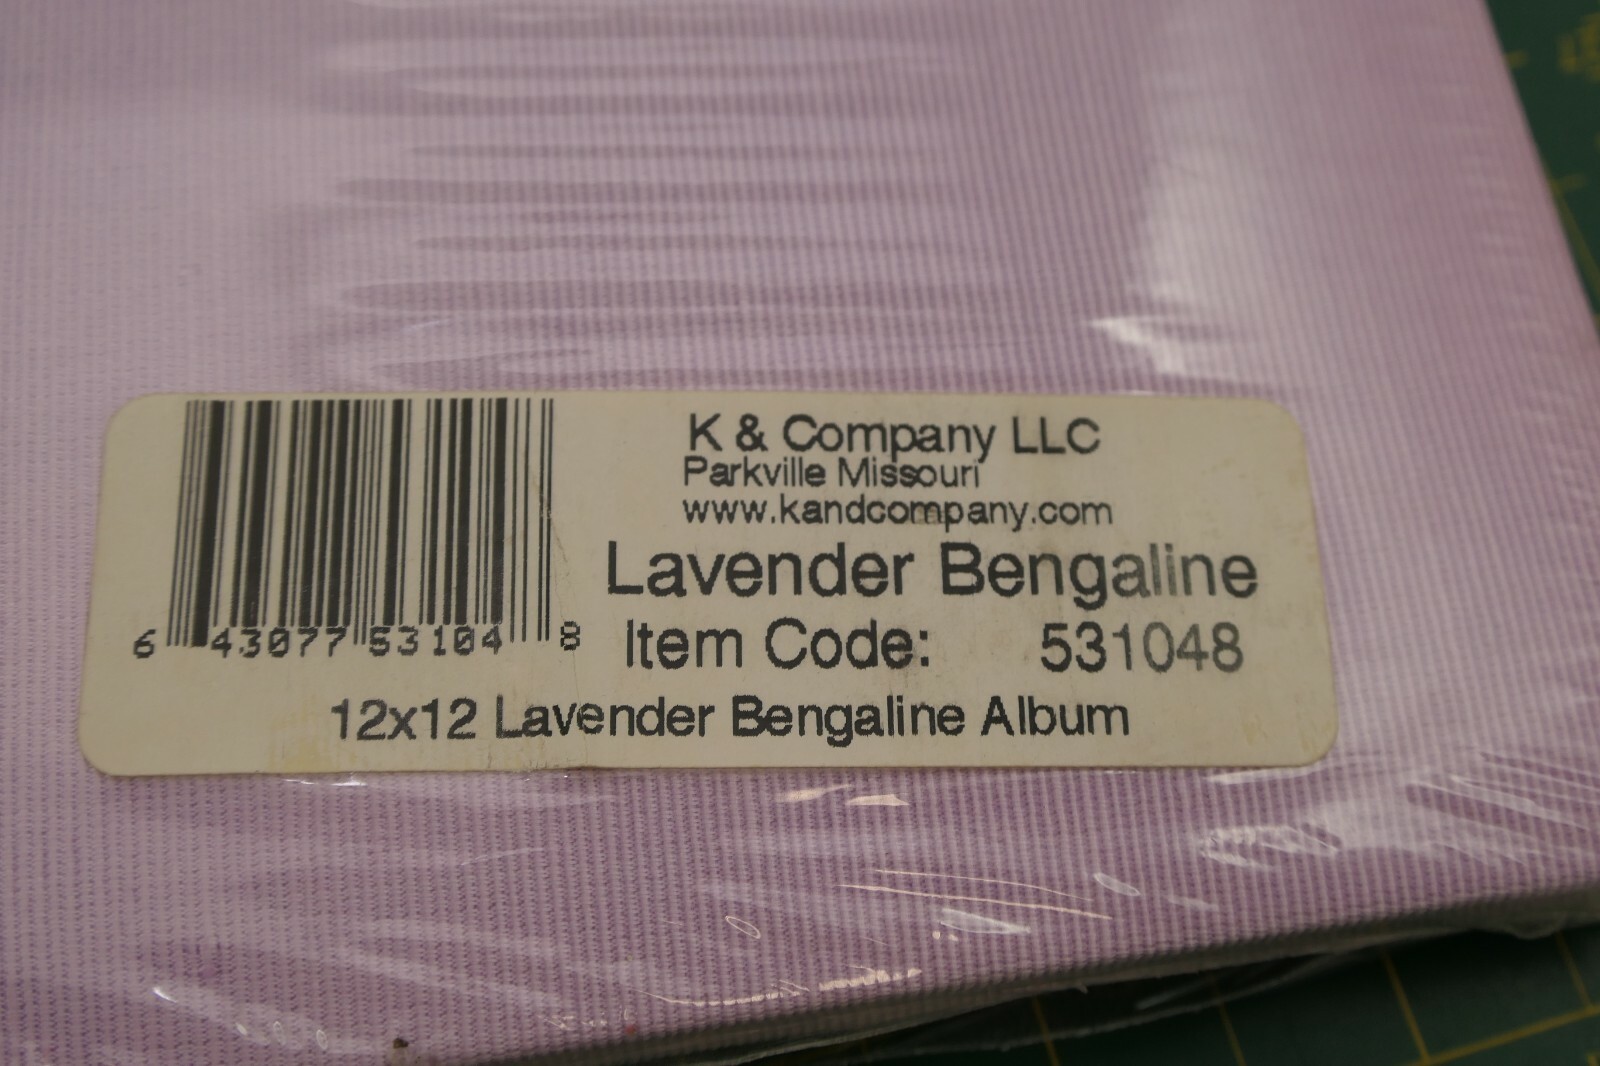 K & Company LLC
Parkville Missouri
www.kandcompany.com
Lavender Bengaline
6 43077 53104 8
Item Code: 531048
12x12 Lavender Bengaline Album